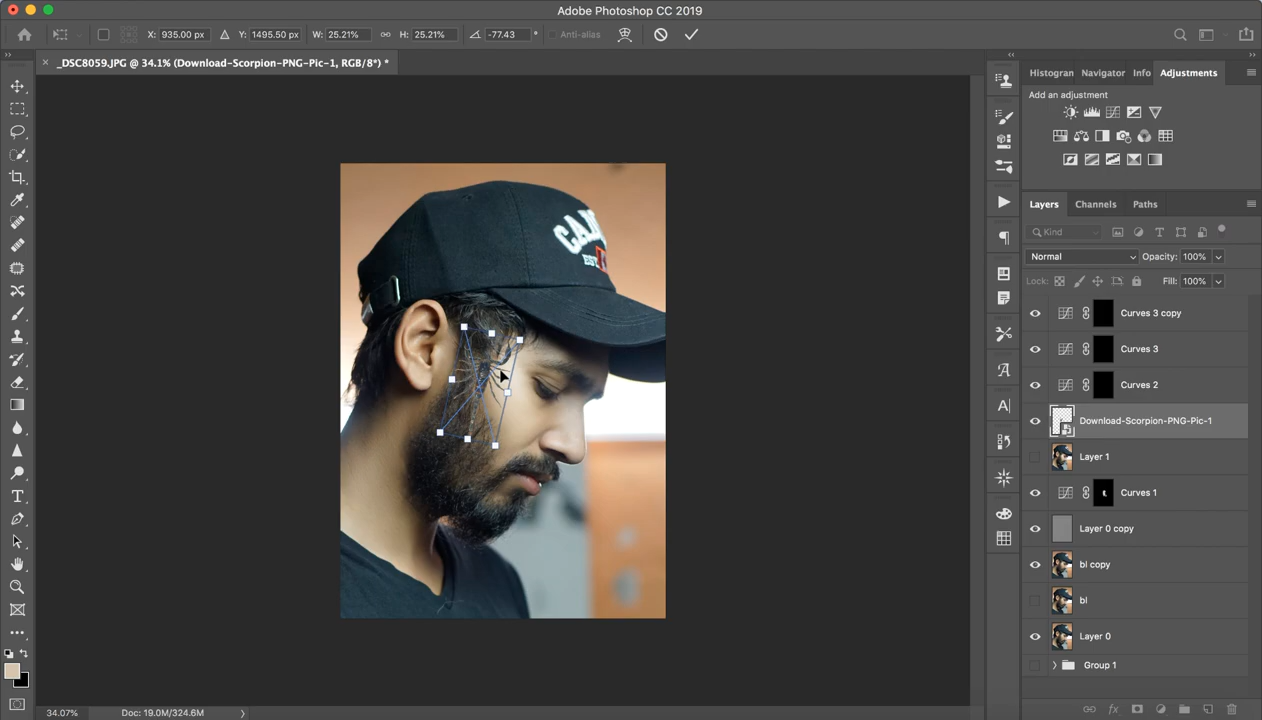 Adobe Photoshop CC 2019
X: 935.00 px
Y: 1495.50 px
W: 25.21%
H: 25.21%
-77.43 °
Anti-alias
_DSC8059.JPG @ 34.1% (Download-Scorpion-PNG-Pic-1, RGB/8*) *
Histogran
Navigator
Info
Adjustments
Add an adjustment
Layers
Channels
Paths
Kind
Normal
Opacity: 100%
Lock:
Fill: 100%
Curves 3 copy
Curves 3
Curves 2
Download-Scorpion-PNG-Pic-1
Layer 1
Curves 1
Layer 0 copy
bl copy
bl
Layer 0
Group 1
EST
34.07%
Doc: 19.0M/324.6M